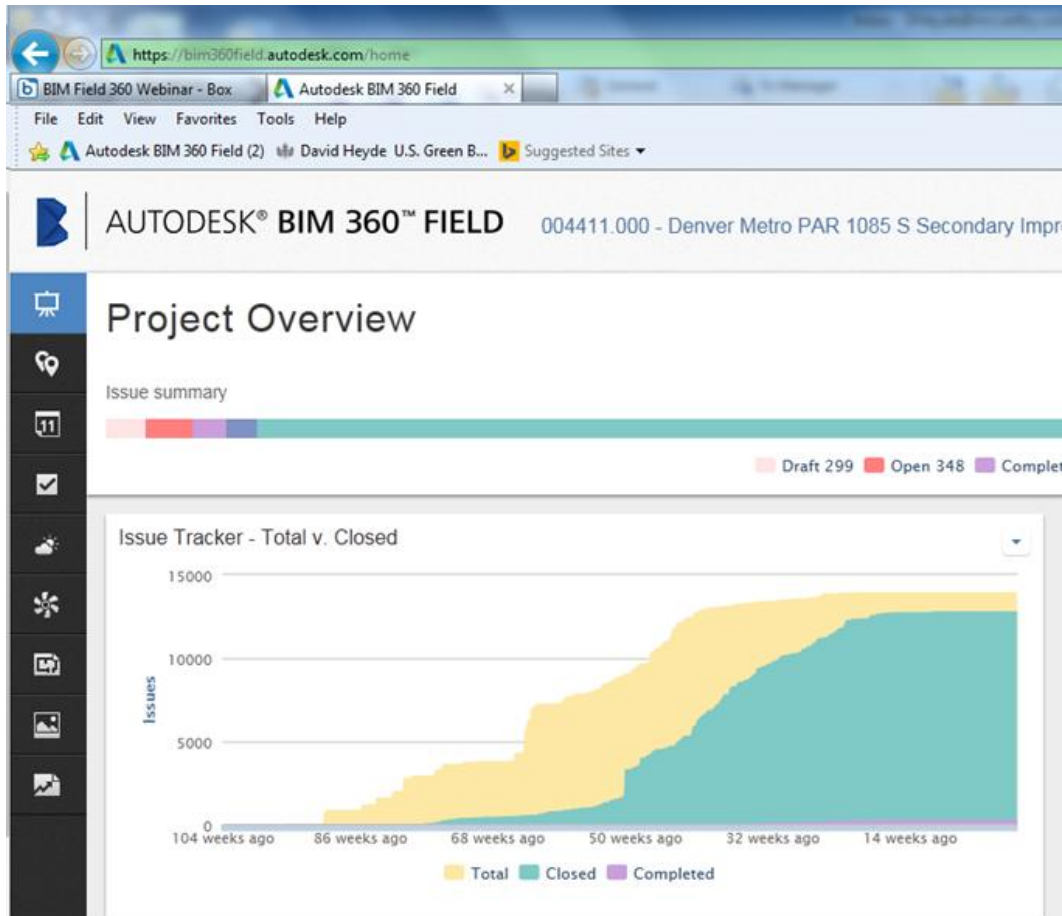 https://bim360field.autodesk.com/home
BIM Field 360 Webinar - Box Autodesk BIM 360 Field
File Edit View Favorites Tools Help
Autodesk BIM 360 Field (2) David Heyde U.S. Green B... Suggested Sites
AUTODESK® BIM 360™ FIELD 004411.000 - Denver Metro PAR 1085 S Secondary Impr
Project Overview
Issue summary
11
Draft 299 Open 348 Complet
Issue Tracker - Total v. Closed
15000
10000
Issues
5000
0
104 weeks ago 86 weeks ago 68 weeks ago 50 weeks ago 32 weeks ago 14 weeks ago
Total Closed Completed